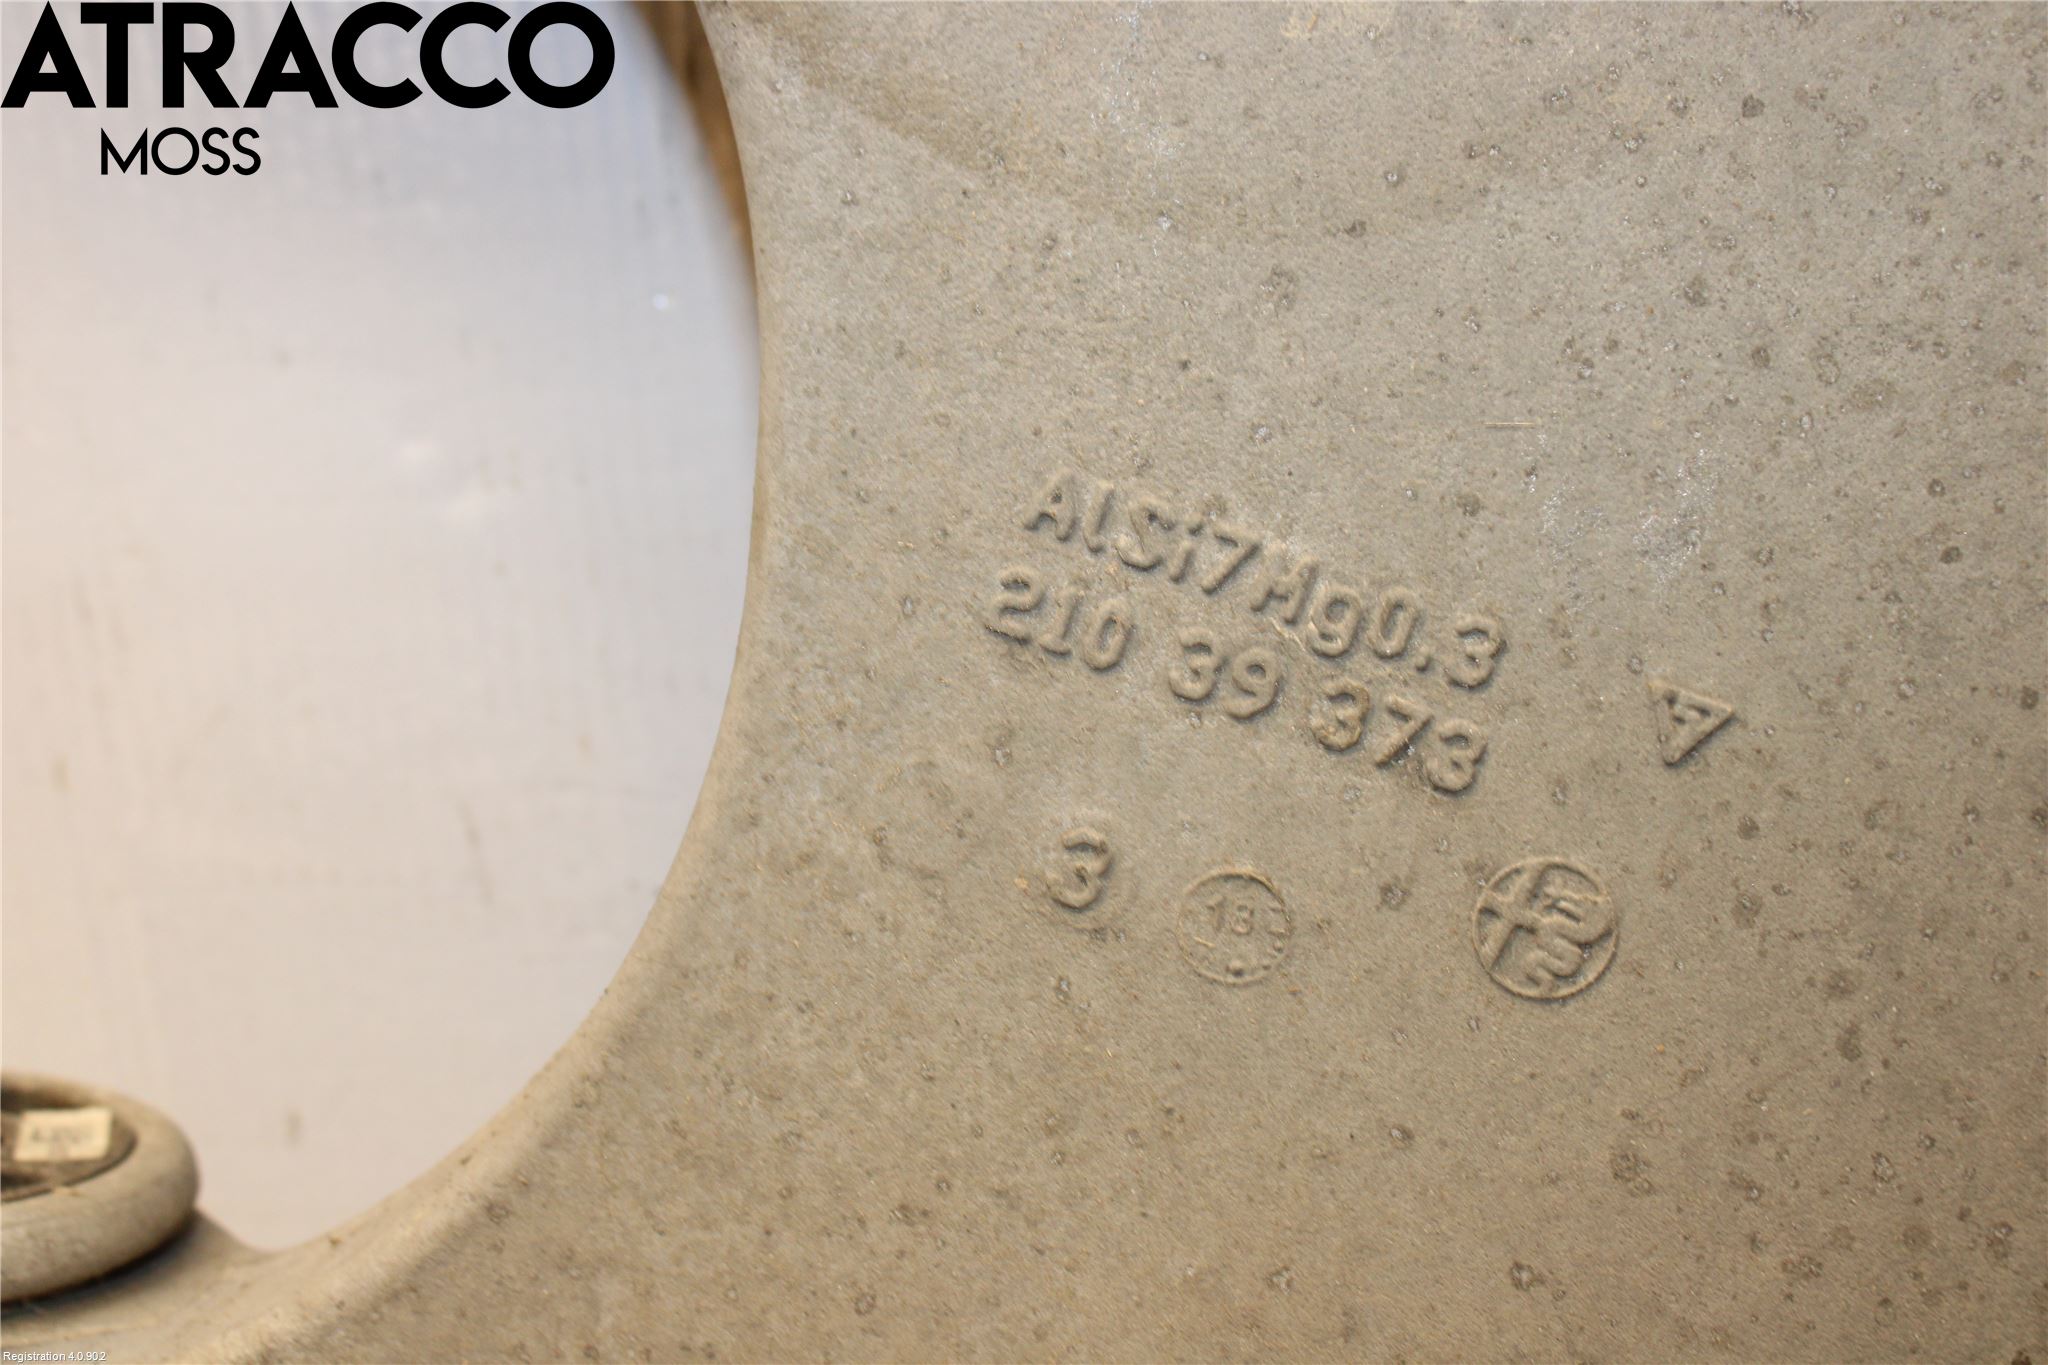 ATRACCO
MOSS
AlSi7Mg0.3
210 39 373
3
18
Registration 4.0.902